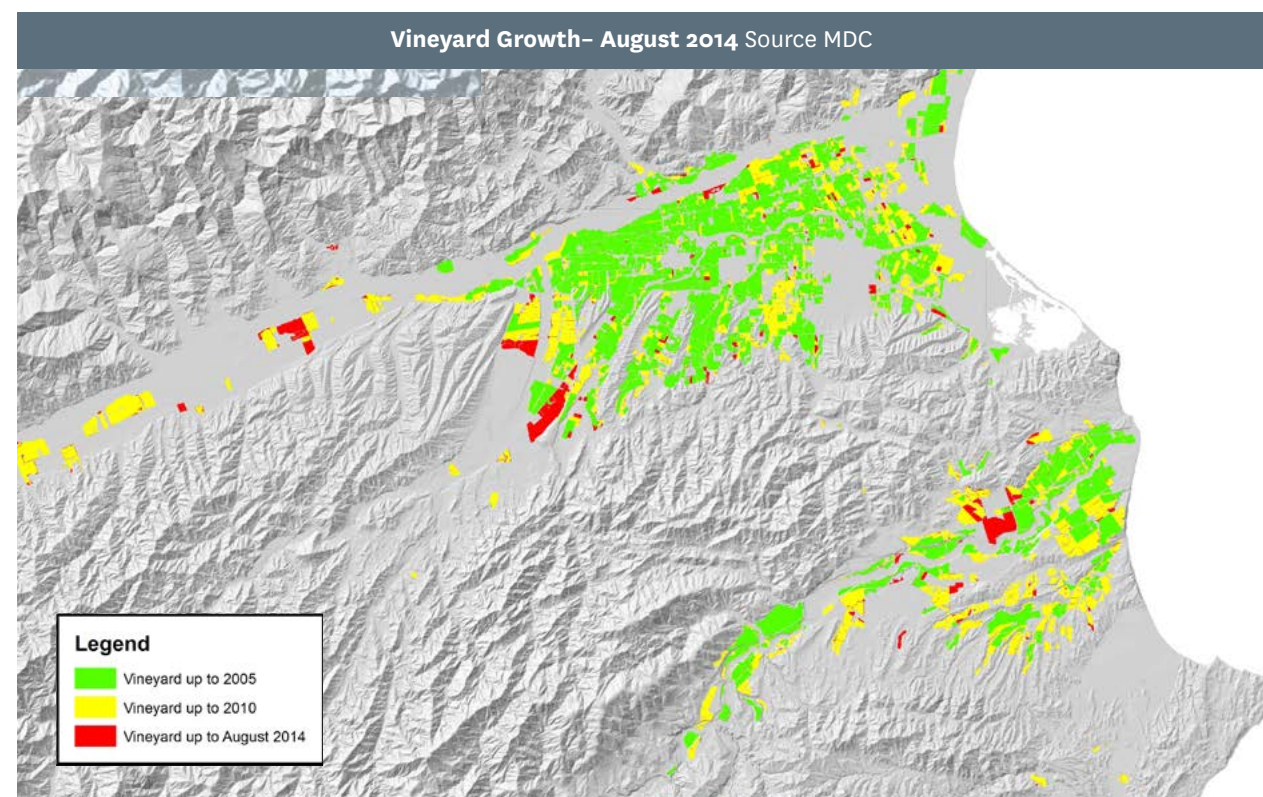 Vineyard Growth– August 2014 Source MDC
Legend
Vineyard up to 2005
Vineyard up to 2010
Vineyard up to August 2014